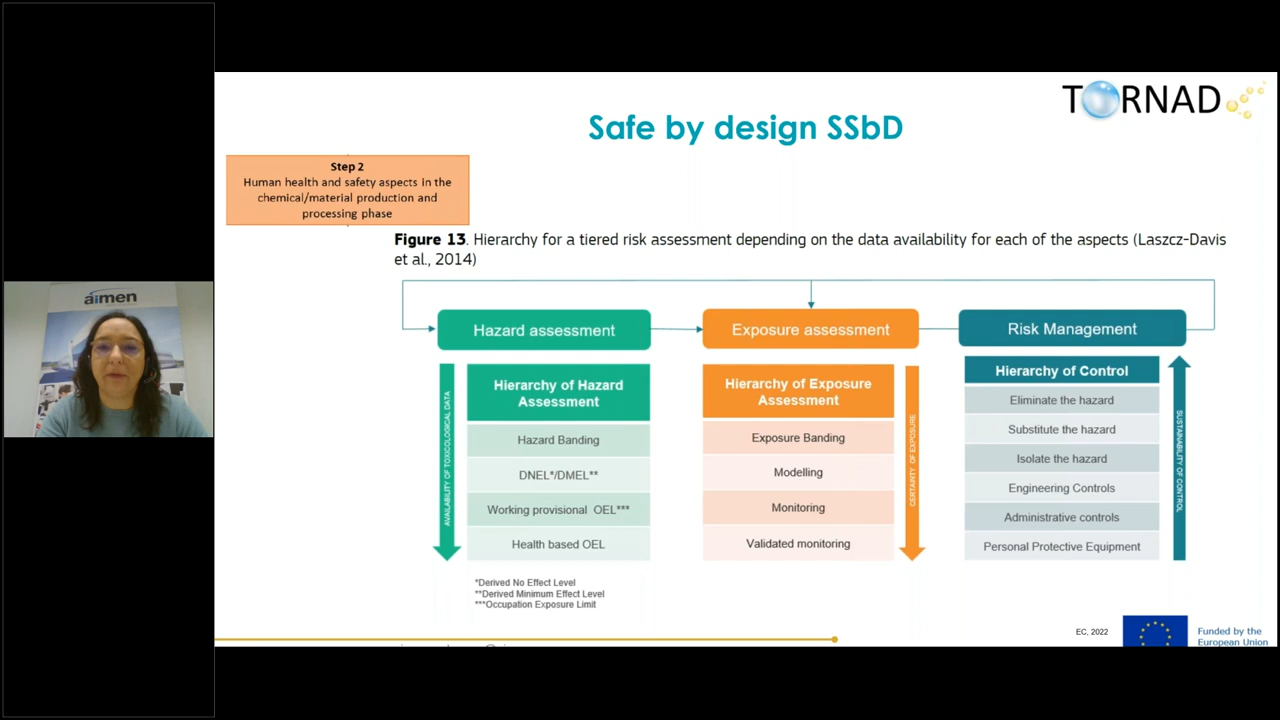 TORNADO
Safe by design SSbD
Step 2
Human health and safety aspects in the
chemical/material production and
processing phase
Figure 13. Hierarchy for a tiered risk assessment depending on the data availability for each of the aspects (Laszcz-Davis
et al., 2014)
Hazard assessment
Exposure assessment
Risk Management
AVAILABILITY OF TOXICOLOGICAL DATA
Hierarchy of Hazard
Assessment
Hazard Banding
DNEL*/DMEL**
Working provisional OEL***
Health based OEL
*Derived No Effect Level
**Derived Minimum Effect Level
***Occupation Exposure Limit
Hierarchy of Exposure
Assessment
Exposure Banding
Modelling
Monitoring
Validated monitoring
CERTAINTY OF EXPOSURE
Hierarchy of Control
Eliminate the hazard
Substitute the hazard
Isolate the hazard
Engineering Controls
Administrative controls
Personal Protective Equipment
SUSTAINABILITY OF CONTROL
aimen
EC, 2022
Funded by the
European Union